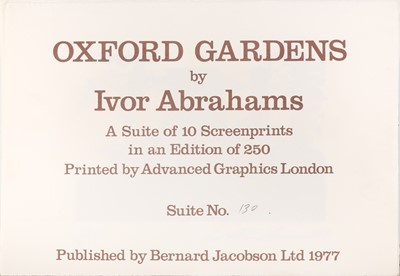 OXFORD GARDENS
by
Ivor Abrahams
A Suite of 10 Screenprints
in an Edition of 250
Printed by Advanced Graphics London
Suite No. 130.
Published by Bernard Jacobson Ltd 1977